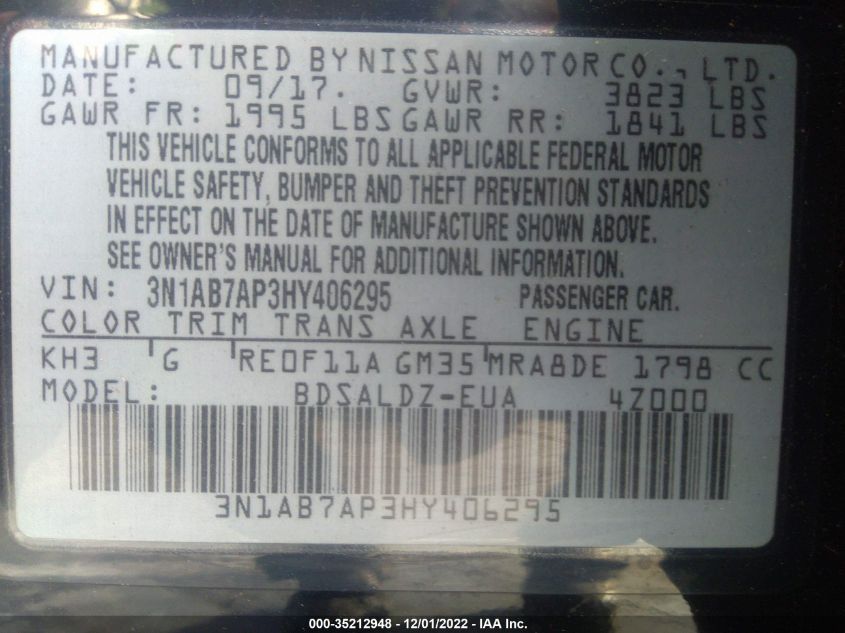 MANUFACTURED BY NISSAN MOTOR CO., LTD.
DATE: 09/17. GVWR: 3823 LBS
GAWR FR: 1995 LBS GAWR RR: 1841 LBS
THIS VEHICLE CONFORMS TO ALL APPLICABLE FEDERAL MOTOR
VEHICLE SAFETY, BUMPER AND THEFT PREVENTION STANDARDS
IN EFFECT ON THE DATE OF MANUFACTURE SHOWN ABOVE.
SEE OWNER'S MANUAL FOR ADDITIONAL INFORMATION.
VIN: 3N1AB7AP3HY406295 PASSENGER CAR.
COLOR TRIM TRANS AXLE ENGINE
KH3 G RE0F11A GM35 MRA8DE 1798 CC
MODEL: BDSALDZ-EUA 4Z000
3N1AB7AP3HY406295
000-35212948 - 12/01/2022 - IAA Inc.